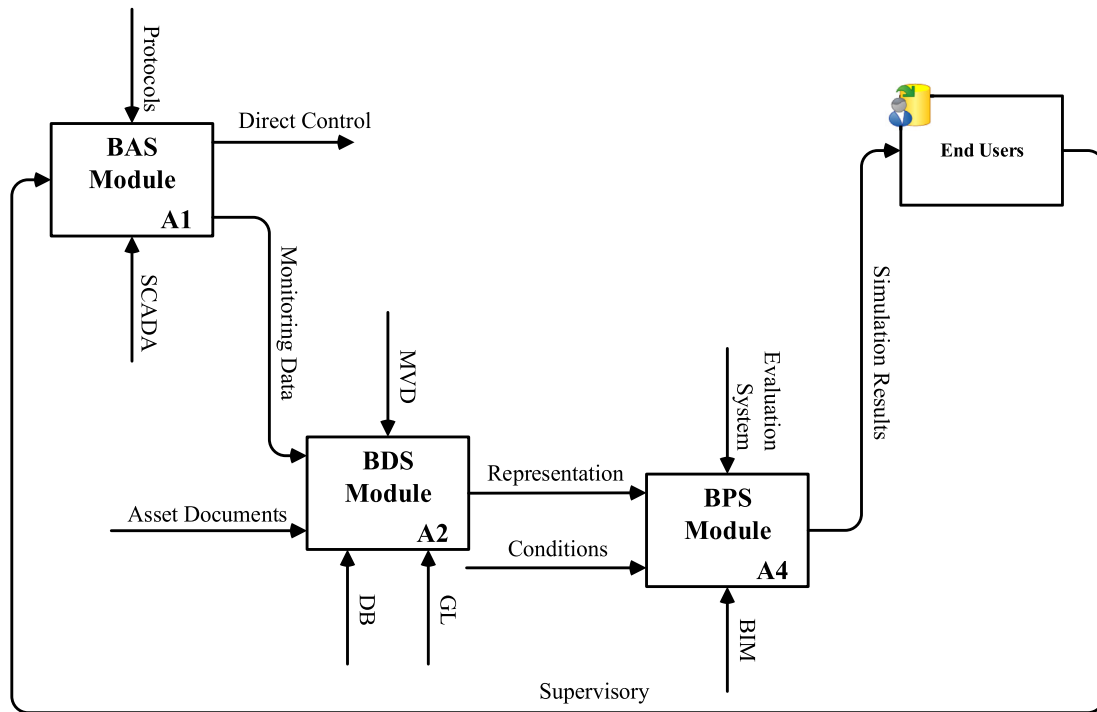 Protocols
Direct Control
BAS
Module
A1
End Users
SCADA
Monitoring Data
Simulation Results
MVD
Evaluation
System
BDS
Module
A2
Representation
BPS
Module
A4
Asset Documents
Conditions
DB
GL
BIM
Supervisory